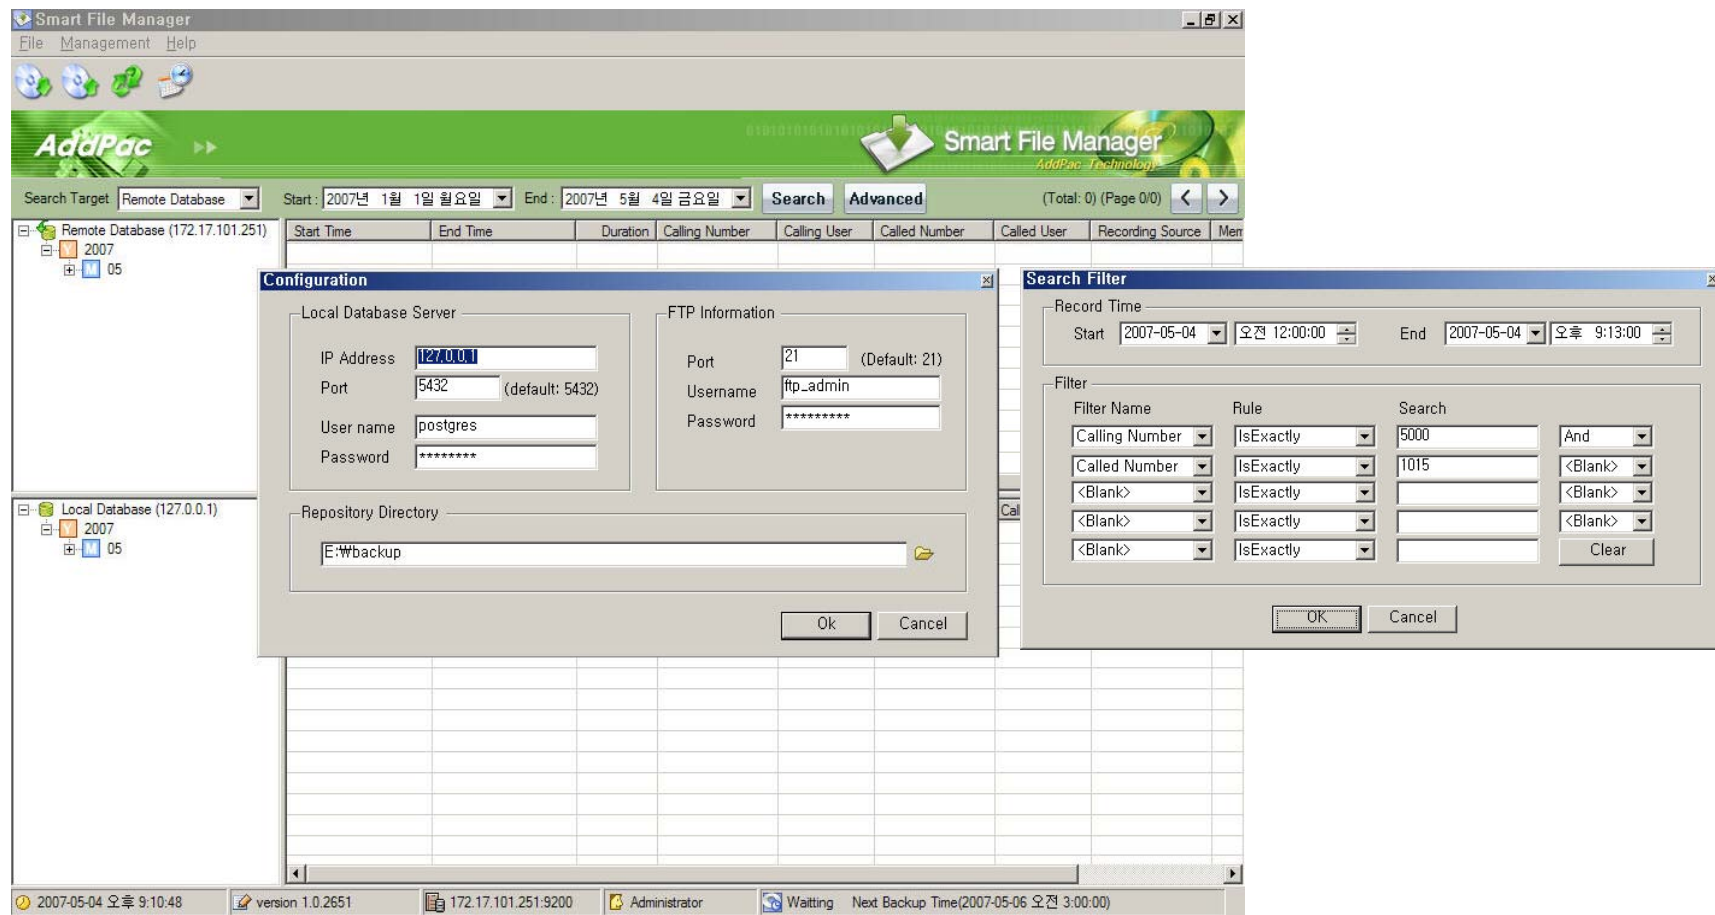 Smart File Manager
File Management Help
AddPac
Smart File Manager
AddPac Technology
Search Target Remote Database Start : 2007년 1월 1일 월요일 End : 2007년 5월 4일 금요일 Search Advanced (Total: 0) (Page 0/0) < >
Remote Database (172.17.101.251)
Y 2007
M 05
Start Time End Time Duration Calling Number Calling User Called Number Called User Recording Source Mem
Configuration
Local Database Server
IP Address 127.0.0.1
Port 5432 (default: 5432)
User name postgres
Password ********
FTP Information
Port 21 (Default: 21)
Username ftp_admin
Password *********
Repository Directory
E:₩backup
Ok Cancel
Search Filter
Record Time
Start 2007-05-04 오전 12:00:00 End 2007-05-04 오후 9:13:00
Filter
Filter Name Rule Search
Calling Number IsExactly 5000 And
Called Number IsExactly 1015 <Blank>
<Blank> IsExactly <Blank>
<Blank> IsExactly <Blank>
<Blank> IsExactly Clear
OK Cancel
Local Database (127.0.0.1)
Y 2007
M 05
Cal
2007-05-04 오후 9:10:48 version 1.0.2651 172.17.101.251:9200 Administrator Waitting Next Backup Time(2007-05-06 오전 3:00:00)